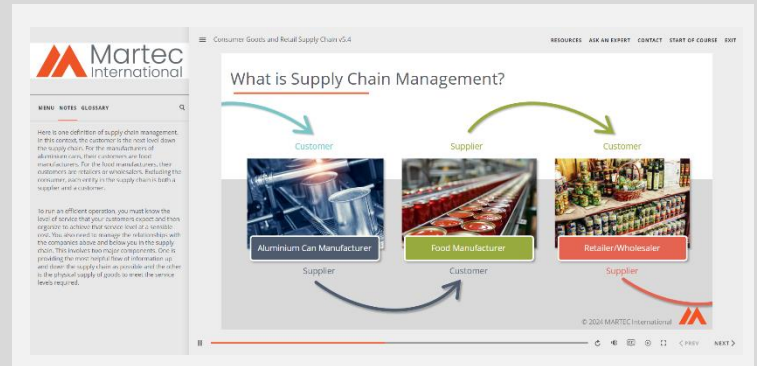 Martec
International
Consumer Goods and Retail Supply Chain v5.4
RESOURCES ASK AN EXPERT CONTACT START OF COURSE EXIT
MENU NOTES GLOSSARY
Here is one definition of supply chain management.
In this context, the customer is the next level down
the supply chain. For the manufacturers of
aluminium cans, their customers are food
manufacturers. For the food manufacturers, their
customers are retailers or wholesalers. Excluding the
consumer, each entity in the supply chain is both a
supplier and a customer.
To run an efficient operation, you must know the
level of service that your customers expect and then
organize to achieve that service level at a sensible
cost. You also need to manage the relationships with
the companies above and below you in the supply
chain. This involves two major components. One is
providing the most helpful flow of information up
and down the supply chain as possible and the other
is the physical supply of goods to meet the service
levels required.
What is Supply Chain Management?
Customer Supplier Customer
Aluminium Can Manufacturer Food Manufacturer Retailer/Wholesaler
Supplier Customer Supplier
© 2024 MARTEC International
< PREV NEXT >